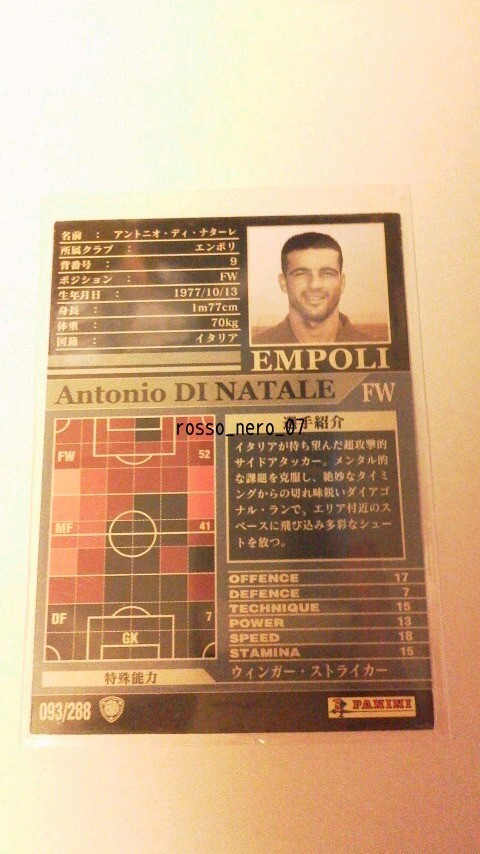 名前 : アントニオ・ディ・ナターレ
所属クラブ : エンポリ
背番号 : 9
ポジション : FW
生年月日 : 1977/10/13
身長 : 1m77cm
体重 : 70kg
国籍 : イタリア
EMPOLI
Antonio DI NATALE FW
rosso_nero_07
選手紹介
FW 52
MF 41
DF 7
GK
イタリアが待ち望んだ超攻撃的
サイドアタッカー。メンタル的
な課題を克服し、絶妙なタイミ
ングからの切れ味鋭いダイアゴ
ナル・ランで、エリア付近のス
ペースに飛び込み多彩なシュー
トを放つ。
OFFENCE 17
DEFENCE 7
TECHNIQUE 15
POWER 13
SPEED 18
STAMINA 15
特殊能力 ウィンガー・ストライカー
093/288
PANINI